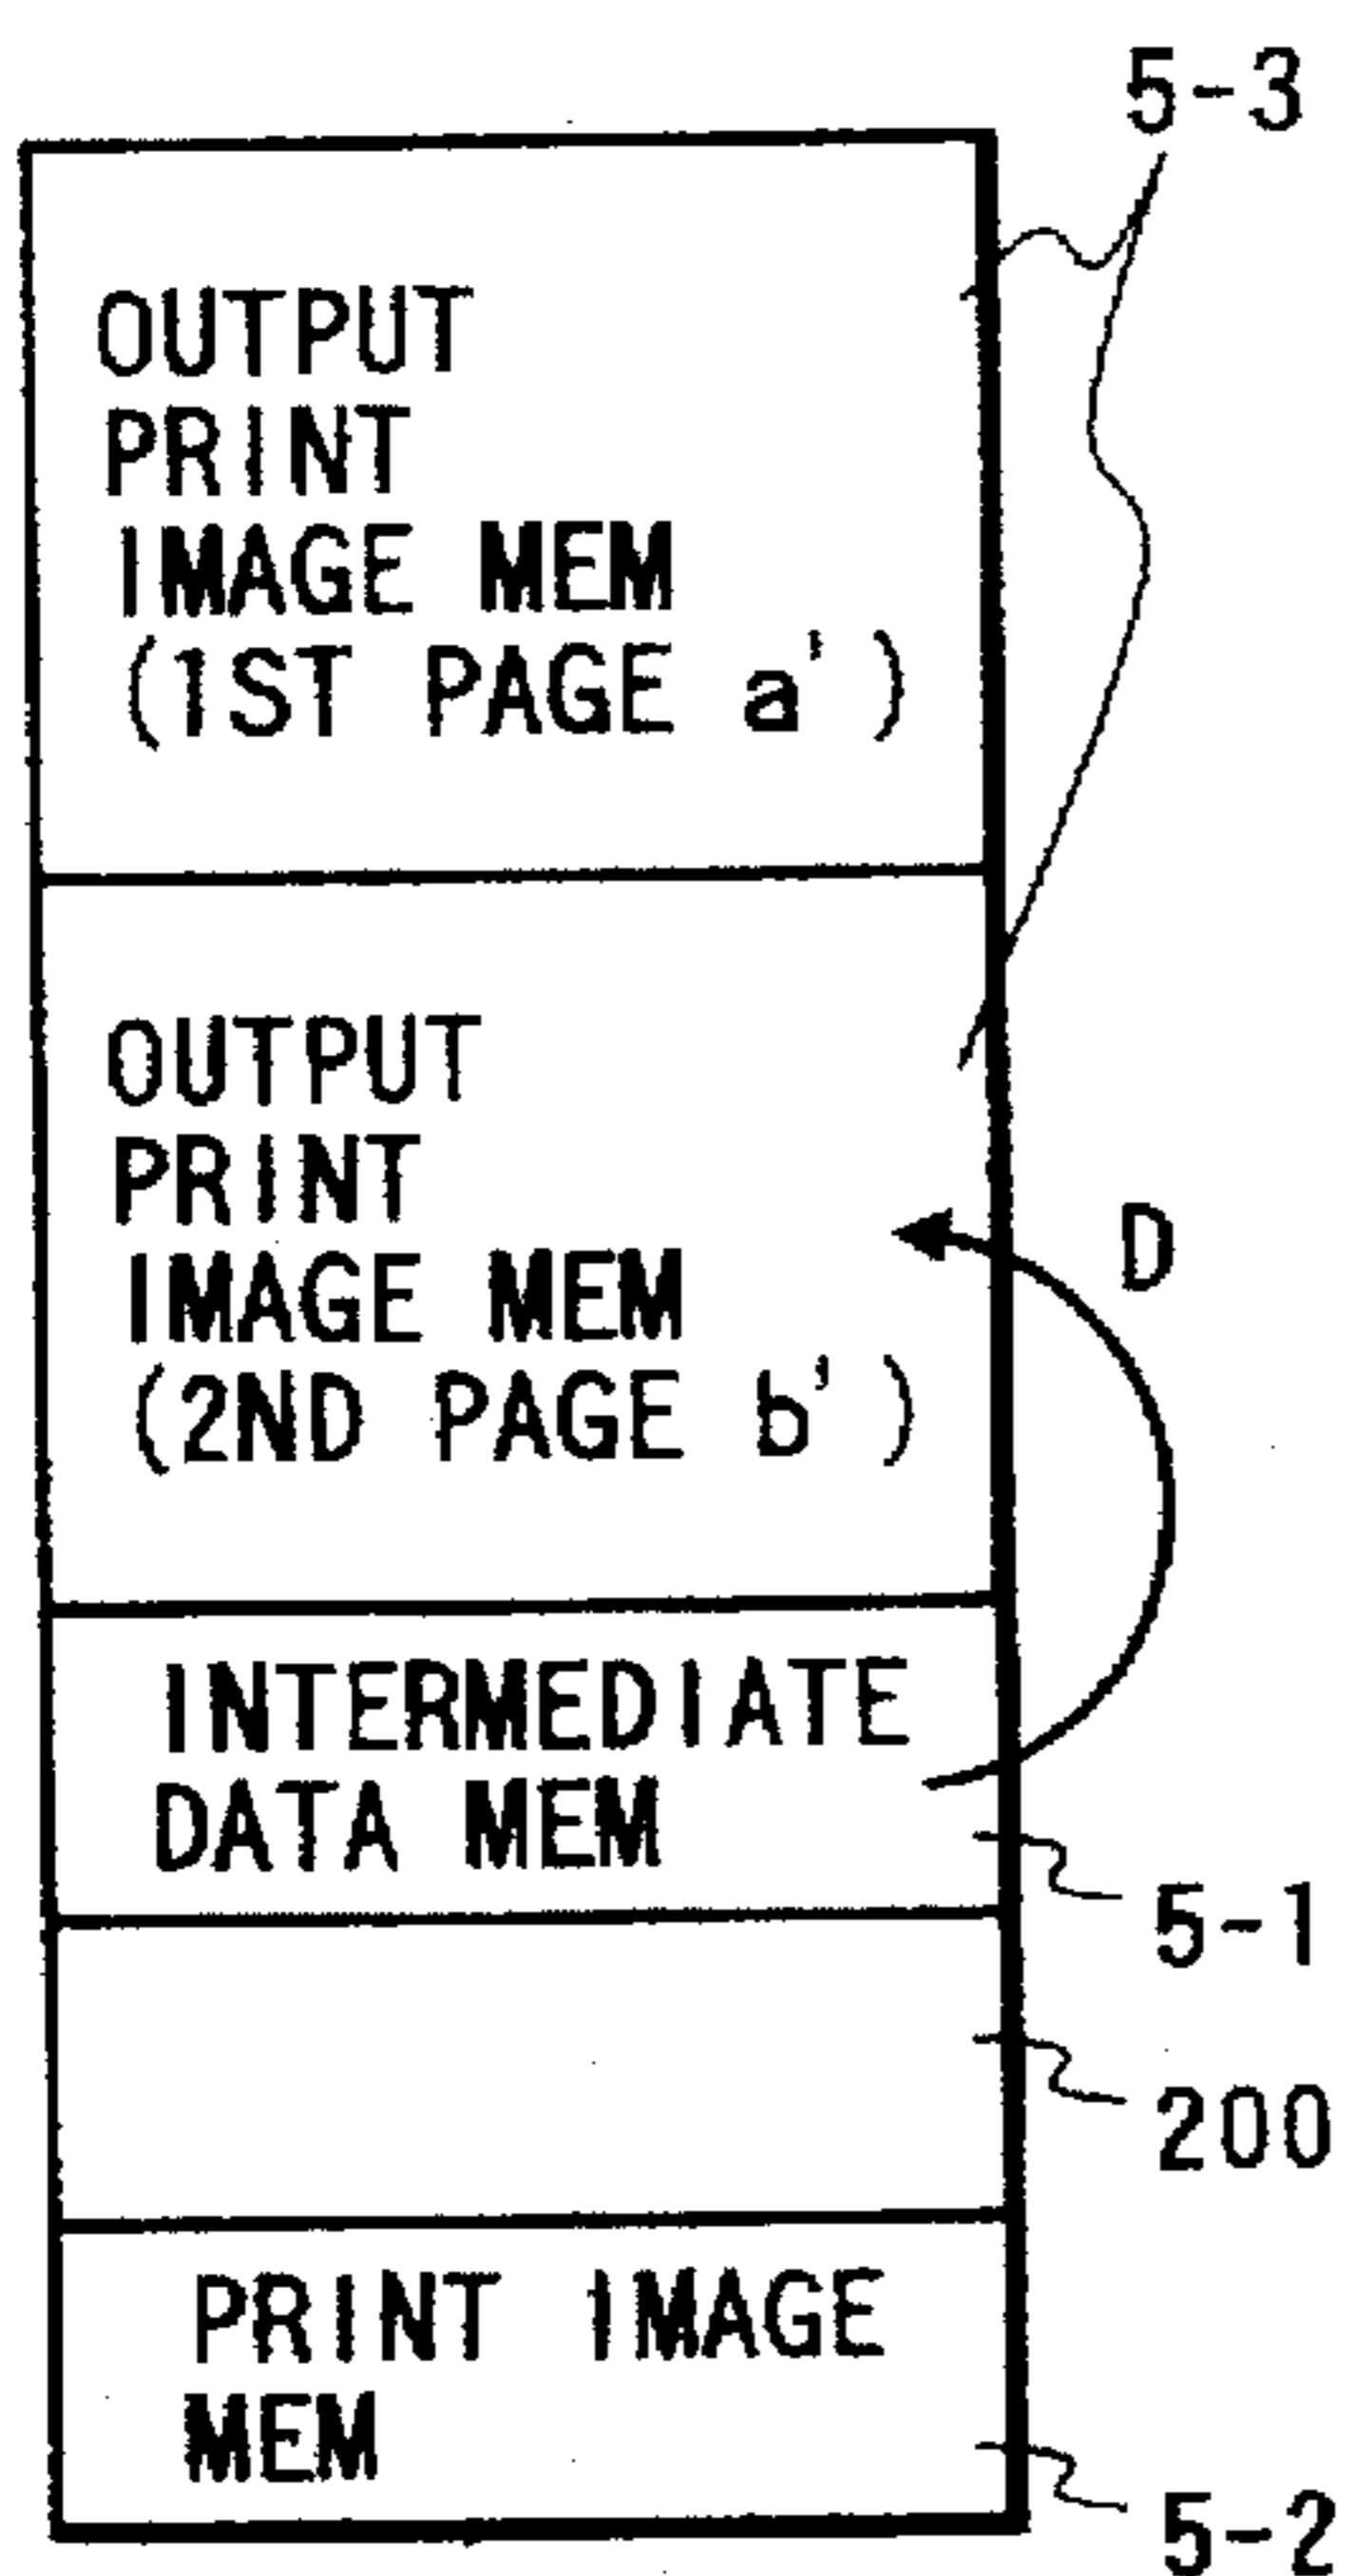 5-3
OUTPUT
PRINT
IMAGE MEM
(1ST PAGE a')
OUTPUT
PRINT
IMAGE MEM
(2ND PAGE b')
D
INTERMEDIATE
DATA MEM
5-1
200
PRINT IMAGE
MEM
5-2